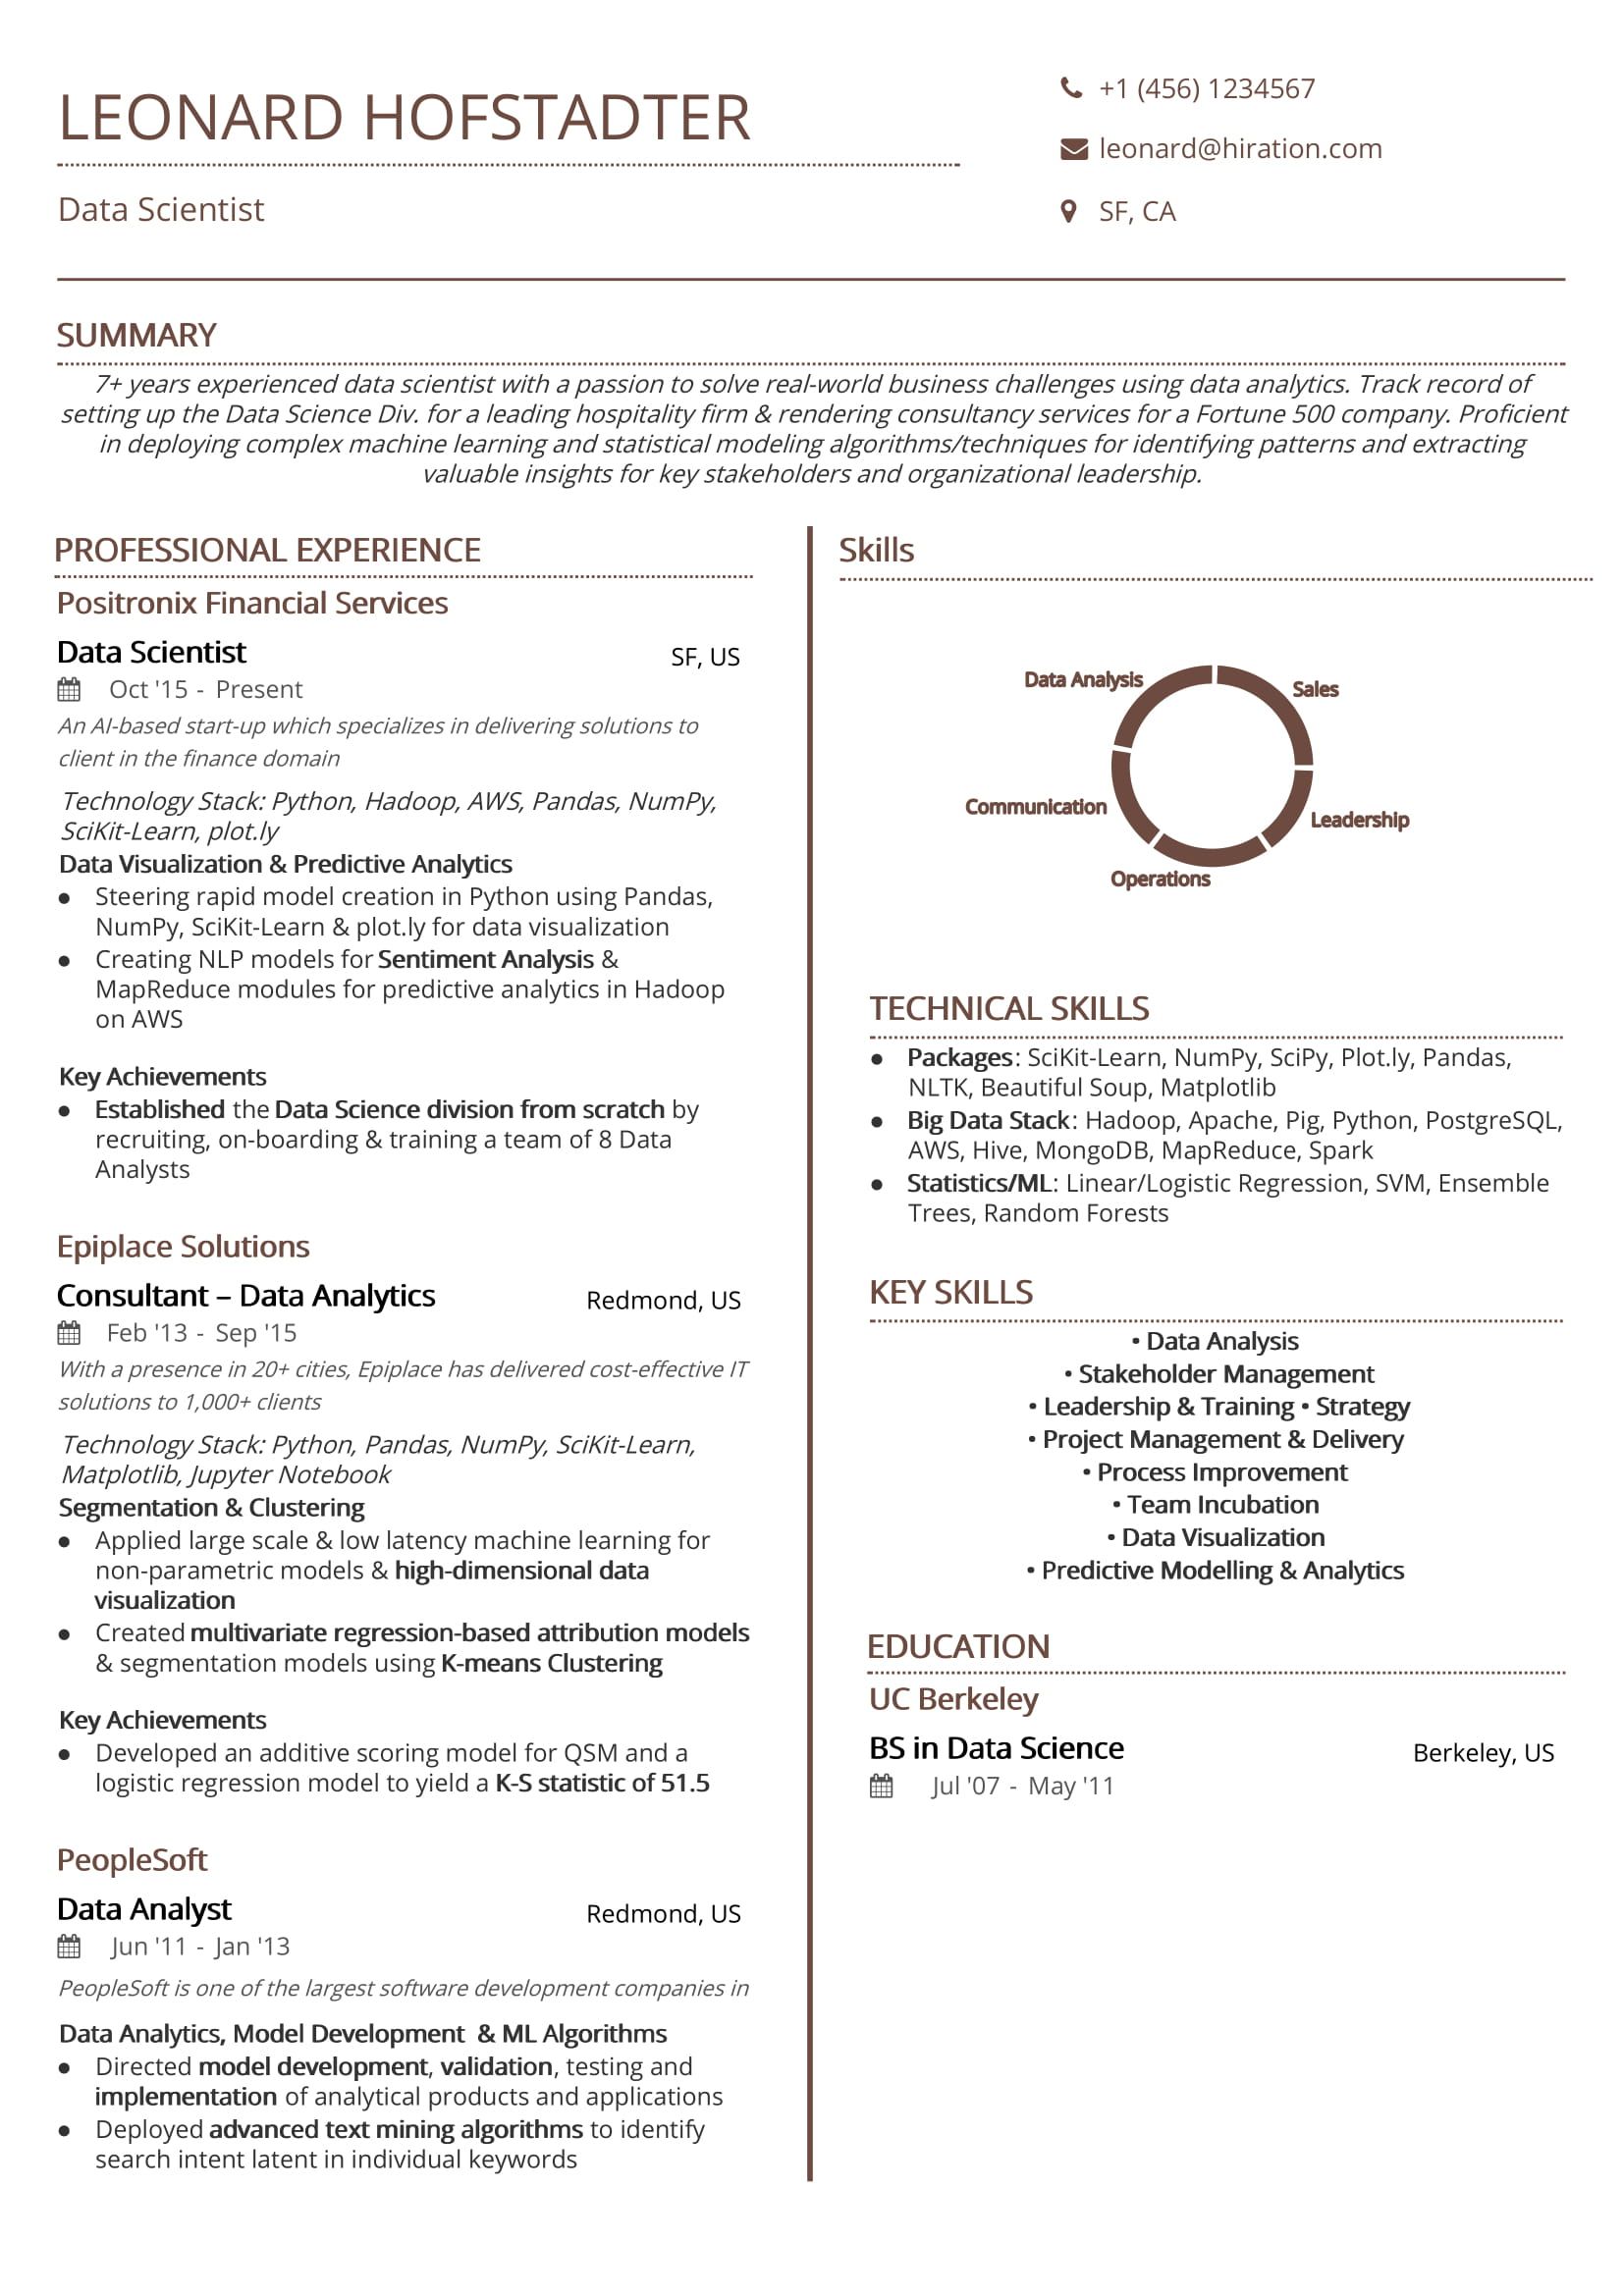 LEONARD HOFSTADTER
Data Scientist
+1 (456) 1234567
leonard@hiration.com
SF, CA
SUMMARY
7+ years experienced data scientist with a passion to solve real-world business challenges using data analytics. Track record of
setting up the Data Science Div. for a leading hospitality firm & rendering consultancy services for a Fortune 500 company. Proficient
in deploying complex machine learning and statistical modeling algorithms/techniques for identifying patterns and extracting
valuable insights for key stakeholders and organizational leadership.
PROFESSIONAL EXPERIENCE
Positronix Financial Services
Data Scientist SF, US
Oct '15 - Present
An AI-based start-up which specializes in delivering solutions to
client in the finance domain
Technology Stack: Python, Hadoop, AWS, Pandas, NumPy,
SciKit-Learn, plot.ly
Data Visualization & Predictive Analytics
● Steering rapid model creation in Python using Pandas,
NumPy, SciKit-Learn & plot.ly for data visualization
● Creating NLP models for Sentiment Analysis &
MapReduce modules for predictive analytics in Hadoop
on AWS
Key Achievements
● Established the Data Science division from scratch by
recruiting, on-boarding & training a team of 8 Data
Analysts
Epiplace Solutions
Consultant – Data Analytics Redmond, US
Feb '13 - Sep '15
With a presence in 20+ cities, Epiplace has delivered cost-effective IT
solutions to 1,000+ clients
Technology Stack: Python, Pandas, NumPy, SciKit-Learn,
Matplotlib, Jupyter Notebook
Segmentation & Clustering
● Applied large scale & low latency machine learning for
non-parametric models & high-dimensional data
visualization
● Created multivariate regression-based attribution models
& segmentation models using K-means Clustering
Key Achievements
● Developed an additive scoring model for QSM and a
logistic regression model to yield a K-S statistic of 51.5
PeopleSoft
Data Analyst Redmond, US
Jun '11 - Jan '13
PeopleSoft is one of the largest software development companies in
Data Analytics, Model Development & ML Algorithms
● Directed model development, validation, testing and
implementation of analytical products and applications
● Deployed advanced text mining algorithms to identify
search intent latent in individual keywords
Skills
Data Analysis
Sales
Communication
Leadership
Operations
TECHNICAL SKILLS
● Packages: SciKit-Learn, NumPy, SciPy, Plot.ly, Pandas,
NLTK, Beautiful Soup, Matplotlib
● Big Data Stack: Hadoop, Apache, Pig, Python, PostgreSQL,
AWS, Hive, MongoDB, MapReduce, Spark
● Statistics/ML: Linear/Logistic Regression, SVM, Ensemble
Trees, Random Forests
KEY SKILLS
• Data Analysis
• Stakeholder Management
• Leadership & Training • Strategy
• Project Management & Delivery
• Process Improvement
• Team Incubation
• Data Visualization
• Predictive Modelling & Analytics
EDUCATION
UC Berkeley
BS in Data Science Berkeley, US
Jul '07 - May '11